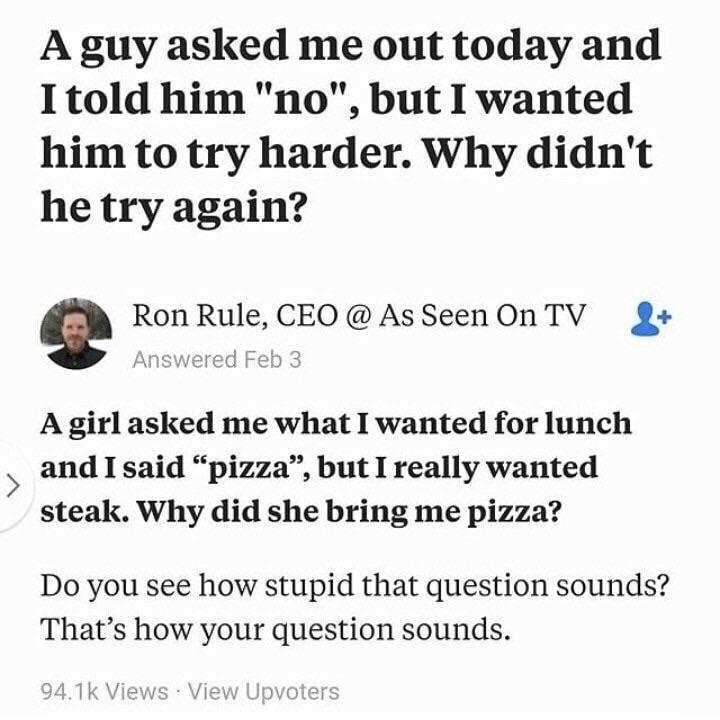 A guy asked me out today and
I told him "no", but I wanted
him to try harder. Why didn't
he try again?
Ron Rule, CEO @ As Seen On TV
Answered Feb 3
A girl asked me what I wanted for lunch
and I said “pizza”, but I really wanted
steak. Why did she bring me pizza?
Do you see how stupid that question sounds?
That’s how your question sounds.
94.1k Views · View Upvoters